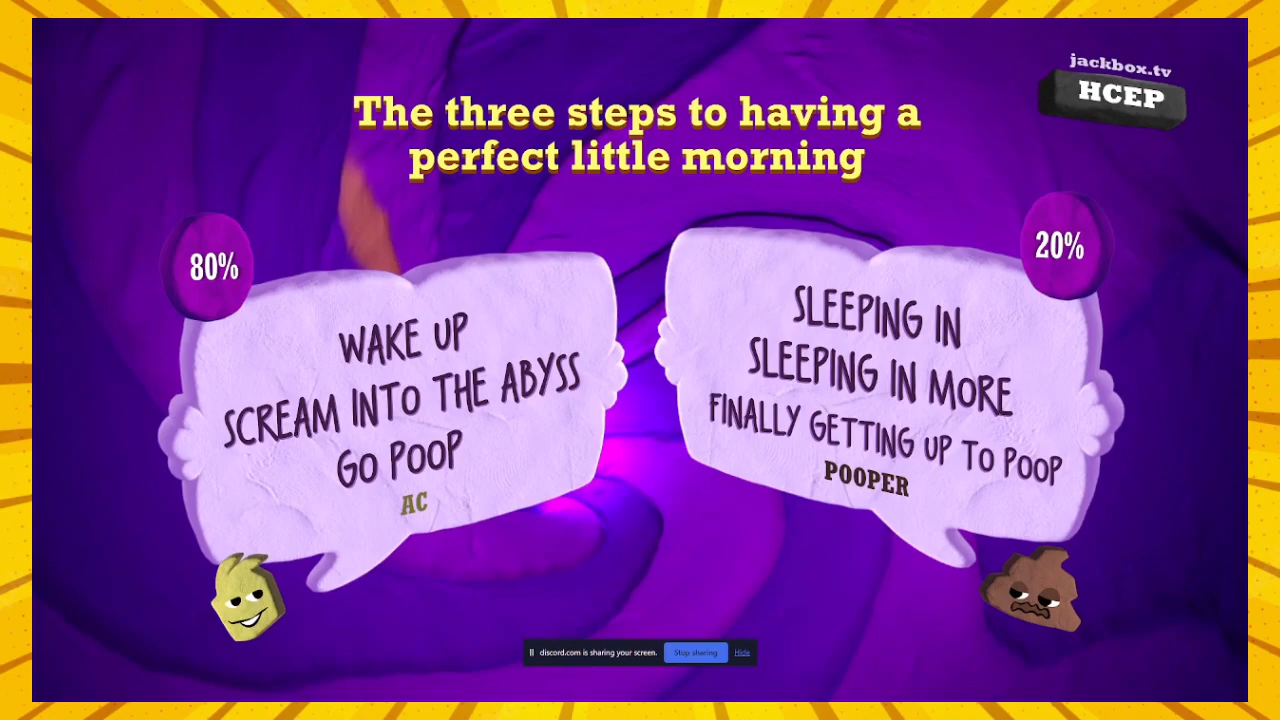 jackbox.tv
HCEP
The three steps to having a
perfect little morning
80%
WAKE UP
SCREAM INTO THE ABYSS
GO POOP
AC
20%
SLEEPING IN
SLEEPING IN MORE
FINALLY GETTING UP TO POOP
POOPER
discord.com is sharing your screen. Stop sharing Hide